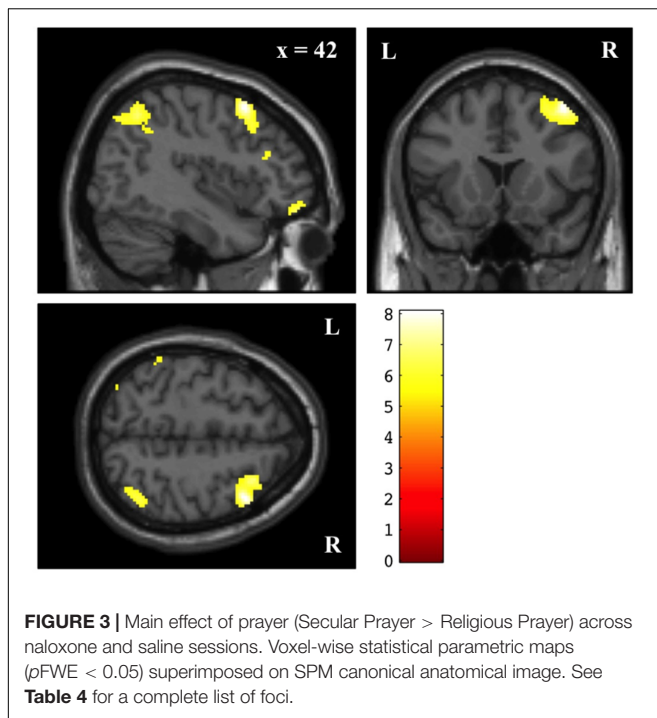 x = 42
L
R
L
R
8
7
6
5
4
3
2
1
0
FIGURE 3 | Main effect of prayer (Secular Prayer > Religious Prayer) across
naloxone and saline sessions. Voxel-wise statistical parametric maps
(pFWE < 0.05) superimposed on SPM canonical anatomical image. See
Table 4 for a complete list of foci.